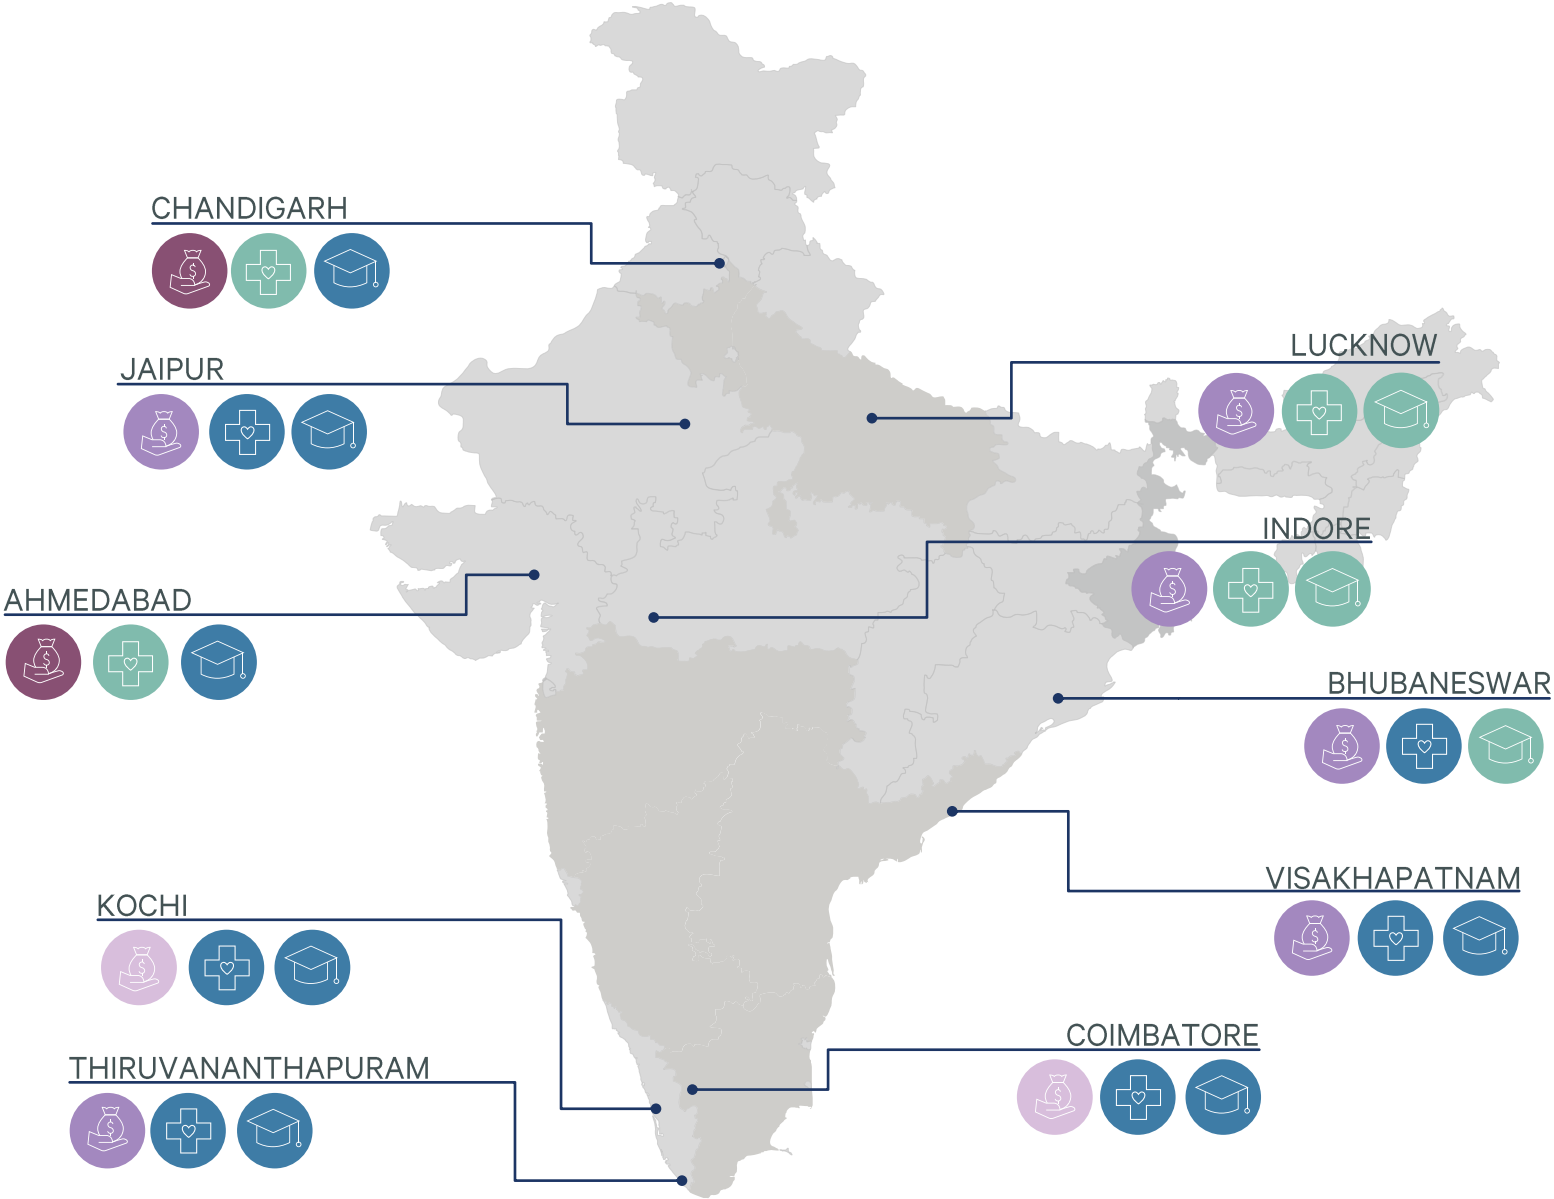 CHANDIGARH
LUCKNOW
JAIPUR
INDORE
AHMEDABAD
BHUBANESWAR
VISAKHAPATNAM
KOCHI
COIMBATORE
THIRUVANANTHAPURAM